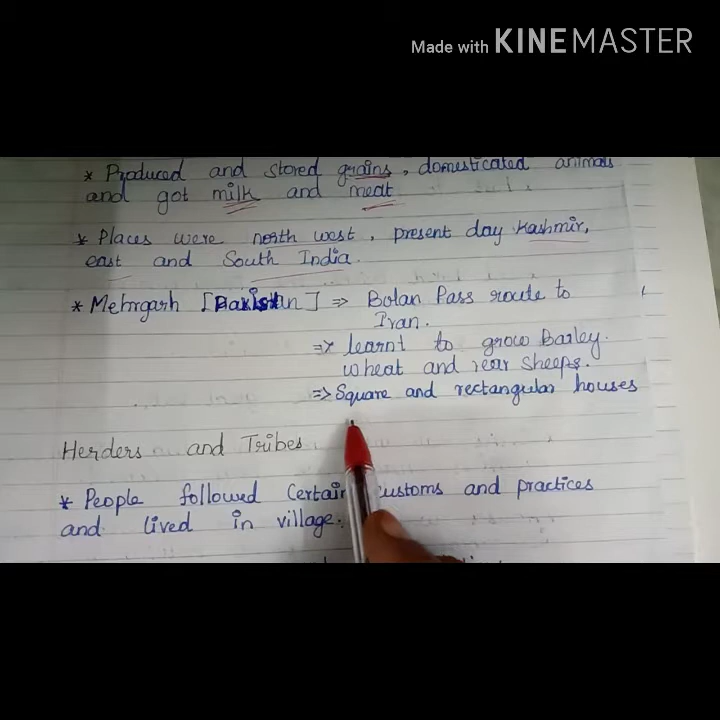 Made with KINEMASTER
* Produced and stored grains, domesticated animals
and got milk and meat
* Places were north west, present day Kashmir,
east and South India.
* Mehrgarh [Pakistan] => Bolan Pass route to
Iran.
=> learnt to grow Barley.
wheat and rear sheeps.
=> Square and rectangular houses
Herders and Tribes.
* People followed Certain customs and practices
and lived in village.